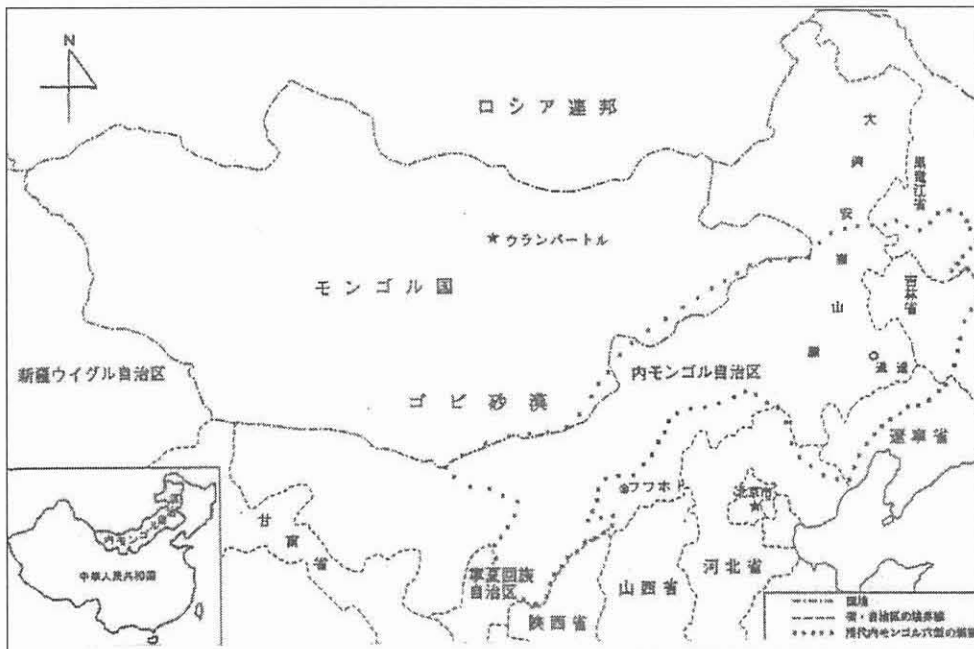 N
ロシア連邦
大興安嶺山脈
黒竜江省
★ウランバートル
モンゴル国
吉林省
新疆ウイグル自治区
内モンゴル自治区
通遼
ゴビ砂漠
遼寧省
フフホト
北京市
甘粛省
寧夏回族
自治区
陕西省
山西省
河北省
内モンゴル
中華人民共和国
国境
省・自治区の境界線